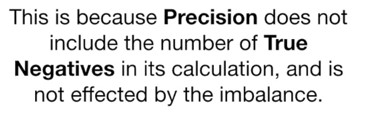 This is because Precision does not
include the number of True
Negatives in its calculation, and is
not effected by the imbalance.